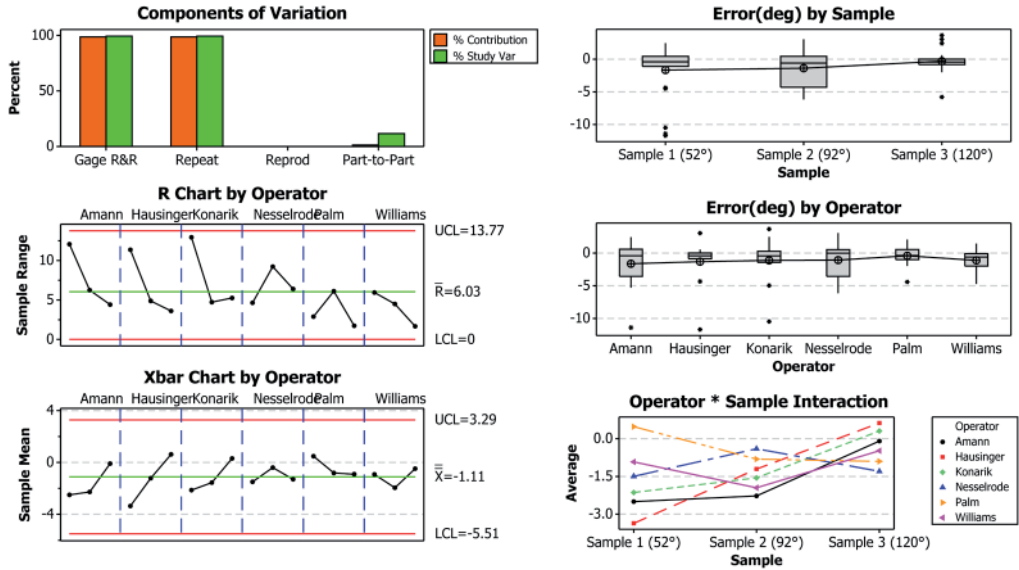 Components of Variation
Percent
100
50
0
Gage R&R Repeat Reprod Part-to-Part
% Contribution
% Study Var
R Chart by Operator
Amann Hausinger Konarik Nesselrode Palm Williams
Sample Range
10
5
0
UCL=13.77
R̅=6.03
LCL=0
Xbar Chart by Operator
Amann Hausinger Konarik Nesselrode Palm Williams
Sample Mean
4
0
-4
UCL=3.29
X̿=-1.11
LCL=-5.51
Error(deg) by Sample
0
-5
-10
Sample 1 (52°) Sample 2 (92°) Sample 3 (120°)
Sample
Error(deg) by Operator
0
-5
-10
Amann Hausinger Konarik Nesselrode Palm Williams
Operator
Operator * Sample Interaction
Average
0.0
-1.5
-3.0
Sample 1 (52°) Sample 2 (92°) Sample 3 (120°)
Sample
Operator
Amann
Hausinger
Konarik
Nesselrode
Palm
Williams